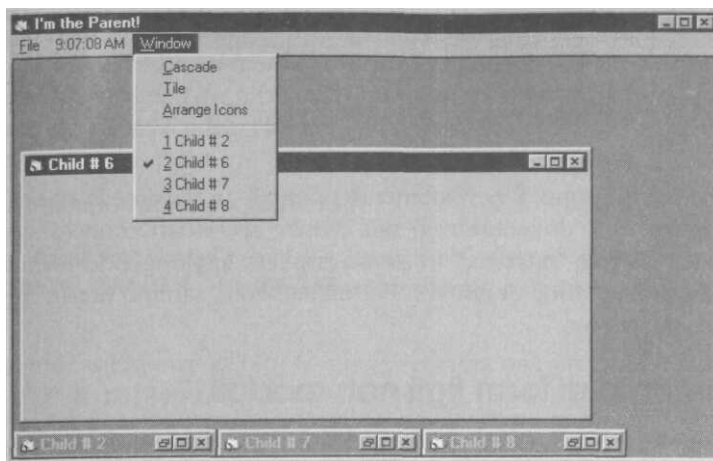 I'm the Parent!
File 9:07:08 AM Window
Cascade
Tile
Arrange Icons
1 Child # 2
2 Child # 6
3 Child # 7
4 Child # 8
Child # 6
Child # 2
Child # 7
Child # 8